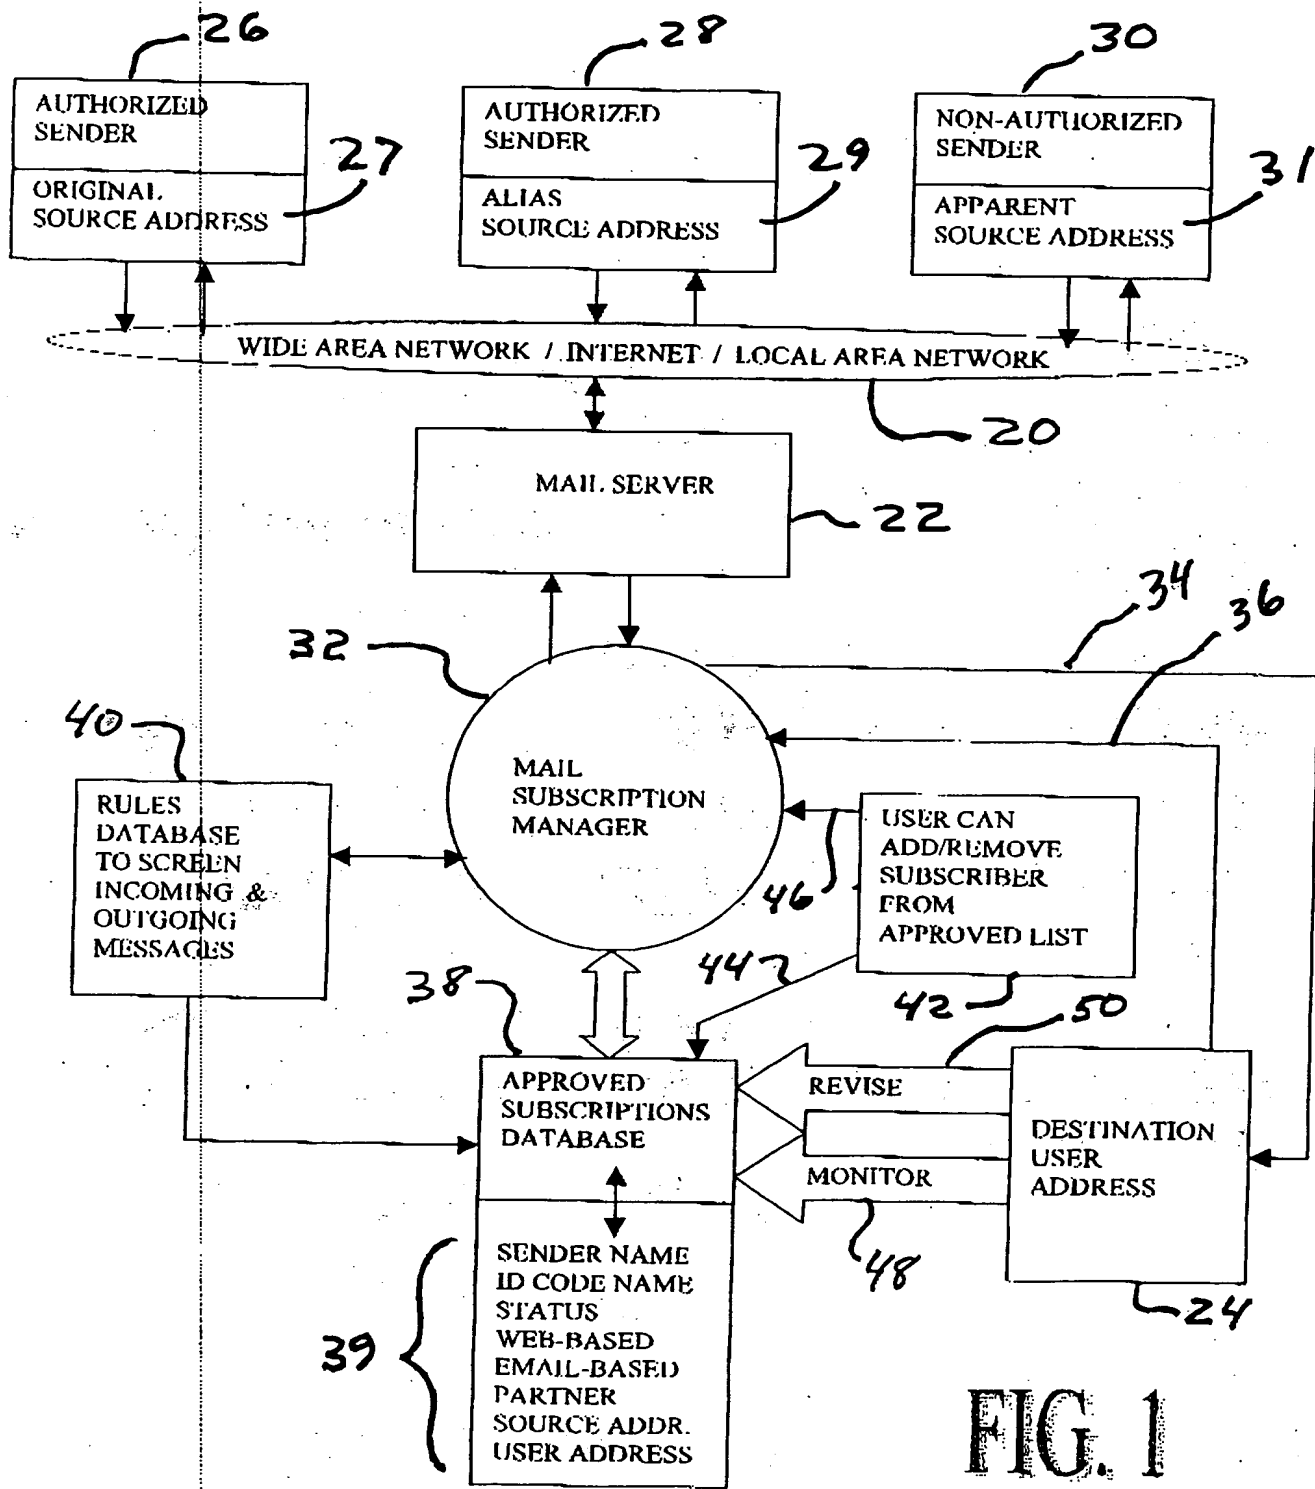 26
28
30
AUTHORIZED
SENDER
27
ORIGINAL
SOURCE ADDRESS
AUTHORIZED
SENDER
29
ALIAS
SOURCE ADDRESS
NON-AUTHORIZED
SENDER
31
APPARENT
SOURCE ADDRESS
WIDE AREA NETWORK / INTERNET / LOCAL AREA NETWORK
20
MAIL SERVER
22
34
36
32
40
MAIL
SUBSCRIPTION
MANAGER
RULES
DATABASE
TO SCREEN
INCOMING &
OUTGOING
MESSAGES
USER CAN
ADD/REMOVE
SUBSCRIBER
FROM
APPROVED LIST
46
44
42
38
50
APPROVED
SUBSCRIPTIONS
DATABASE
REVISE
MONITOR
48
DESTINATION
USER
ADDRESS
24
39
SENDER NAME
ID CODE NAME
STATUS
WEB-BASED
EMAIL-BASED
PARTNER
SOURCE ADDR.
USER ADDRESS
FIG. 1